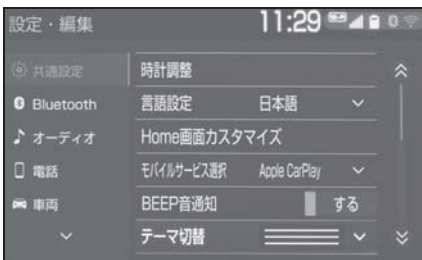 設定・編集 11:29 0
共通設定
Bluetooth
オーディオ
電話
車両
時計調整
言語設定 日本語
Home画面カスタマイズ
モバイルサービス選択 Apple CarPlay
BEEP音通知 する
テーマ切替